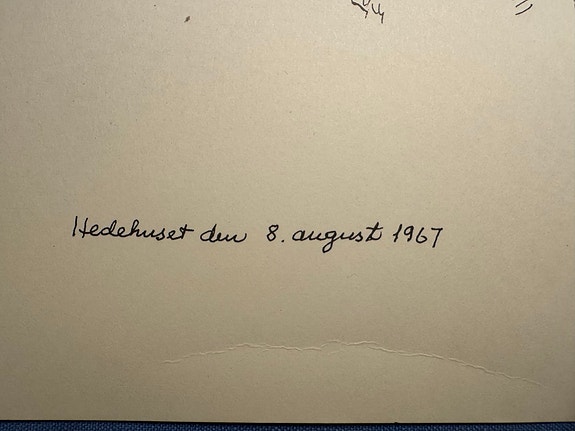 Hedehuset den 8. august 1967